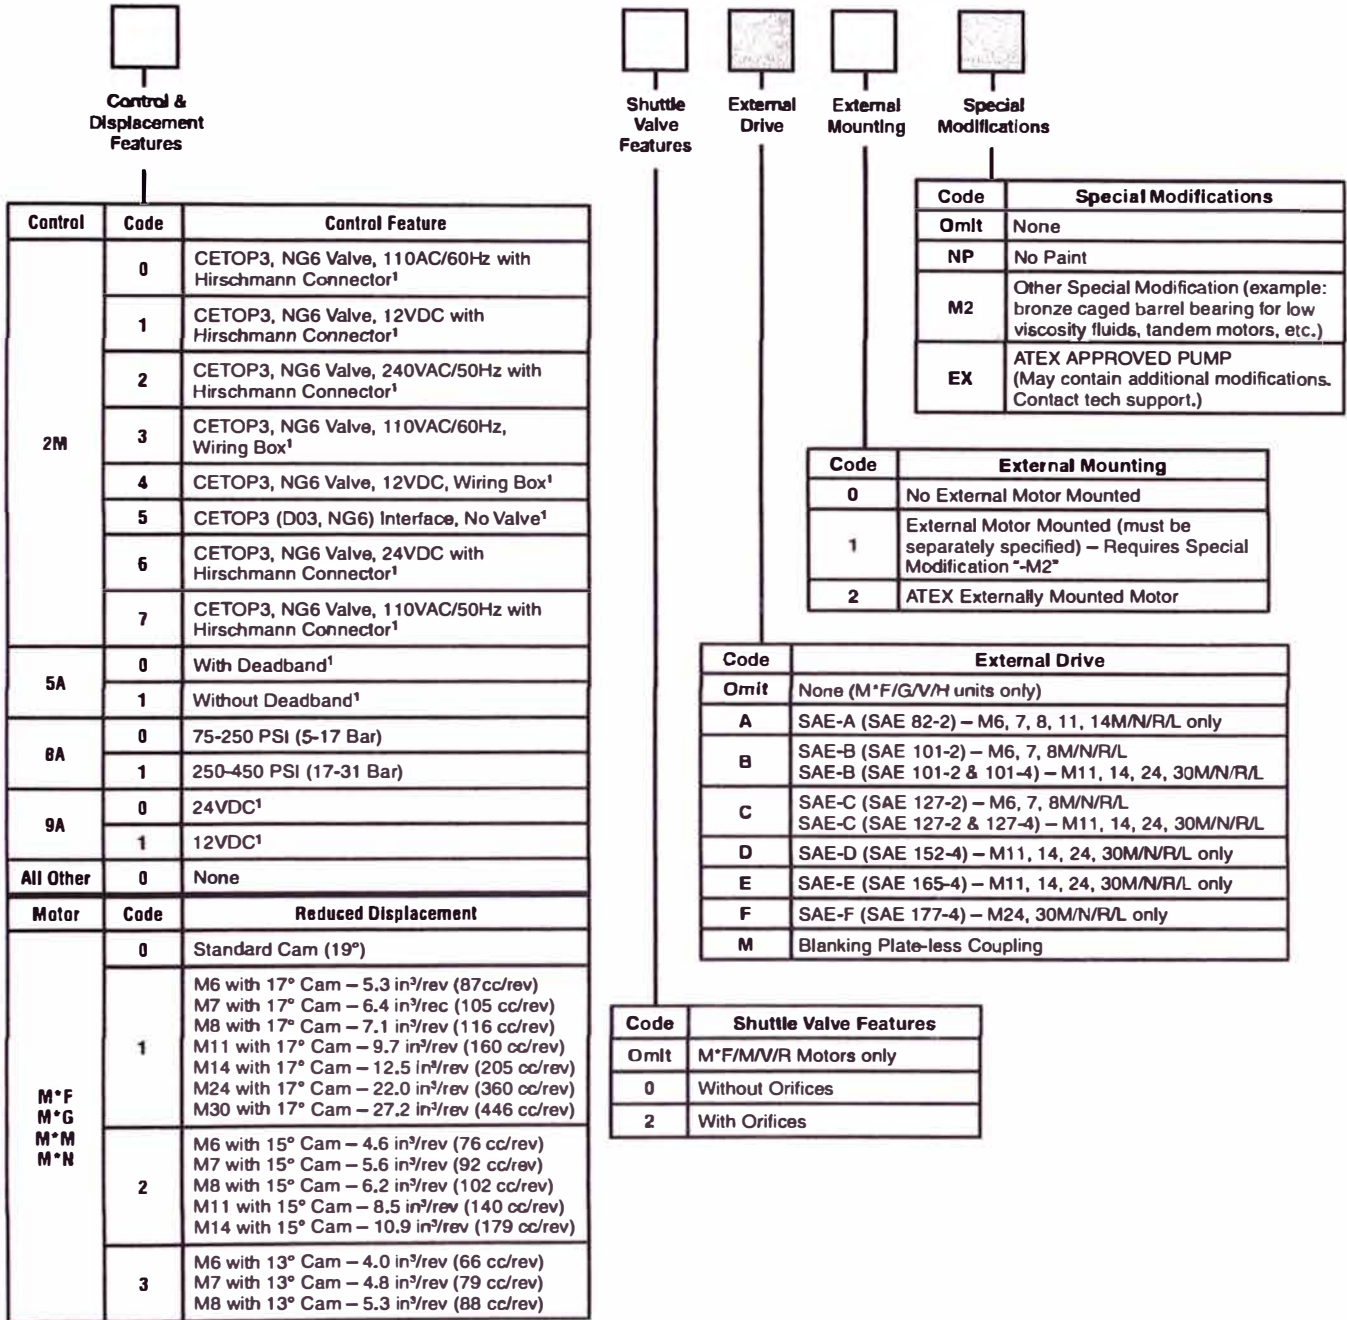 Control &
Displacement
Features
Shuttle
Valve
Features
External
Drive
External
Mounting
Special
Modifications
Control Code Control Feature
2M
0 CETOP3, NG6 Valve, 110AC/60Hz with
Hirschmann Connector¹
1 CETOP3, NG6 Valve, 12VDC with
Hirschmann Connector¹
2 CETOP3, NG6 Valve, 240VAC/50Hz with
Hirschmann Connector¹
3 CETOP3, NG6 Valve, 110VAC/60Hz,
Wiring Box¹
4 CETOP3, NG6 Valve, 12VDC, Wiring Box¹
5 CETOP3 (D03, NG6) Interface, No Valve¹
6 CETOP3, NG6 Valve, 24VDC with
Hirschmann Connector¹
7 CETOP3, NG6 Valve, 110VAC/50Hz with
Hirschmann Connector¹
5A
0 With Deadband¹
1 Without Deadband¹
8A
0 75-250 PSI (5-17 Bar)
1 250-450 PSI (17-31 Bar)
9A
0 24VDC¹
1 12VDC¹
All Other 0 None
Motor Code Reduced Displacement
M*F
M*G
M*M
M*N
0 Standard Cam (19°)
1
M6 with 17° Cam – 5.3 in³/rev (87cc/rev)
M7 with 17° Cam – 6.4 in³/rec (105 cc/rev)
M8 with 17° Cam – 7.1 in³/rev (116 cc/rev)
M11 with 17° Cam – 9.7 in³/rev (160 cc/rev)
M14 with 17° Cam – 12.5 in³/rev (205 cc/rev)
M24 with 17° Cam – 22.0 in³/rev (360 cc/rev)
M30 with 17° Cam – 27.2 in³/rev (446 cc/rev)
2
M6 with 15° Cam – 4.6 in³/rev (76 cc/rev)
M7 with 15° Cam – 5.6 in³/rev (92 cc/rev)
M8 with 15° Cam – 6.2 in³/rev (102 cc/rev)
M11 with 15° Cam – 8.5 in³/rev (140 cc/rev)
M14 with 15° Cam – 10.9 in³/rev (179 cc/rev)
3
M6 with 13° Cam – 4.0 in³/rev (66 cc/rev)
M7 with 13° Cam – 4.8 in³/rev (79 cc/rev)
M8 with 13° Cam – 5.3 in³/rev (88 cc/rev)
Code Special Modifications
Omit None
NP No Paint
M2 Other Special Modification (example:
bronze caged barrel bearing for low
viscosity fluids, tandem motors, etc.)
EX ATEX APPROVED PUMP
(May contain additional modifications.
Contact tech support.)
Code External Mounting
0 No External Motor Mounted
1 External Motor Mounted (must be
separately specified) – Requires Special
Modification "-M2"
2 ATEX Externally Mounted Motor
Code External Drive
Omit None (M*F/G/V/H units only)
A SAE-A (SAE 82-2) – M6, 7, 8, 11, 14M/N/R/L only
B SAE-B (SAE 101-2) – M6, 7, 8M/N/R/L
SAE-B (SAE 101-2 & 101-4) – M11, 14, 24, 30M/N/R/L
C SAE-C (SAE 127-2) – M6, 7, 8M/N/R/L
SAE-C (SAE 127-2 & 127-4) – M11, 14, 24, 30M/N/R/L
D SAE-D (SAE 152-4) – M11, 14, 24, 30M/N/R/L only
E SAE-E (SAE 165-4) – M11, 14, 24, 30M/N/R/L only
F SAE-F (SAE 177-4) – M24, 30M/N/R/L only
M Blanking Plate-less Coupling
Code Shuttle Valve Features
Omit M*F/M/V/R Motors only
0 Without Orifices
2 With Orifices